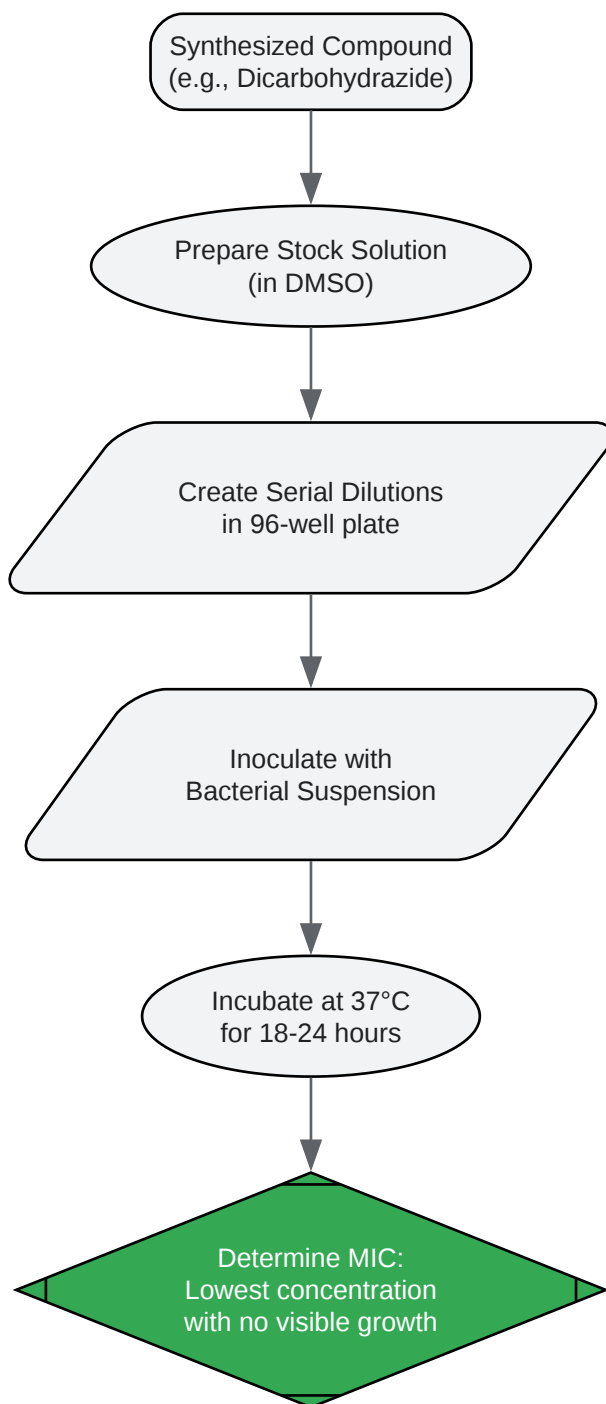 Synthesized Compound
(e.g., Dicarbohydrazide)
Prepare Stock Solution
(in DMSO)
Create Serial Dilutions
in 96-well plate
Inoculate with
Bacterial Suspension
Incubate at 37°C
for 18-24 hours
Determine MIC:
Lowest concentration
with no visible growth